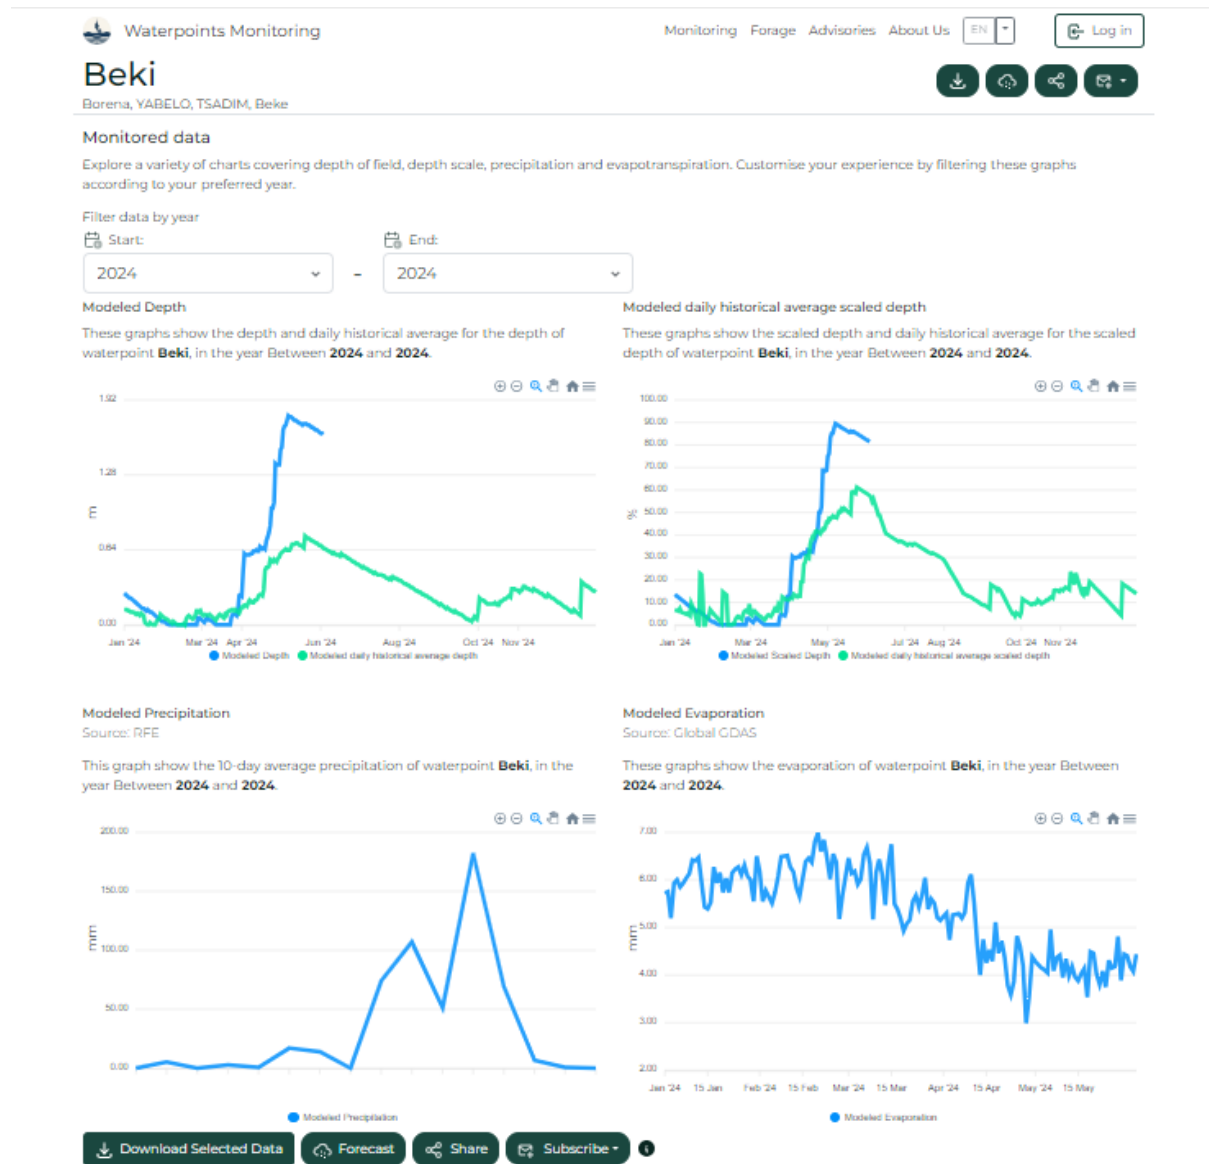 Waterpoints Monitoring
Monitoring Forage Advisories About Us EN Log in
Beki
Borena, YABELO, TSADIM, Beke
Monitored data
Explore a variety of charts covering depth of field, depth scale, precipitation and evapotranspiration. Customise your experience by filtering these graphs
according to your preferred year.
Filter data by year
Start: End:
2024 - 2024
Modeled Depth
These graphs show the depth and daily historical average for the depth of
waterpoint Beki, in the year Between 2024 and 2024.
1.92
1.28
m
0.64
0.00
Jan '24 Mar '24 Apr '24 Jun '24 Aug '24 Oct '24 Nov '24
Modeled Depth Modeled daily historical average depth
Modeled daily historical average scaled depth
These graphs show the scaled depth and daily historical average for the scaled
depth of waterpoint Beki, in the year Between 2024 and 2024.
100.00
90.00
80.00
70.00
60.00
%
50.00
40.00
30.00
20.00
10.00
0.00
Jan '24 Mar '24 May '24 Jul '24 Aug '24 Oct '24 Nov '24
Modeled Scaled Depth Modeled daily historical average scaled depth
Modeled Precipitation
Source: RFE
This graph show the 10-day average precipitation of waterpoint Beki, in the
year Between 2024 and 2024.
200.00
150.00
mm
100.00
50.00
0.00
Modeled Precipitation
Modeled Evaporation
Source: Global GDAS
These graphs show the evaporation of waterpoint Beki, in the year Between
2024 and 2024.
7.00
6.00
mm
5.00
4.00
3.00
2.00
Jan '24 15 Jan Feb '24 15 Feb Mar '24 15 Mar Apr '24 15 Apr May '24 15 May
Modeled Evaporation
Download Selected Data Forecast Share Subscribe i